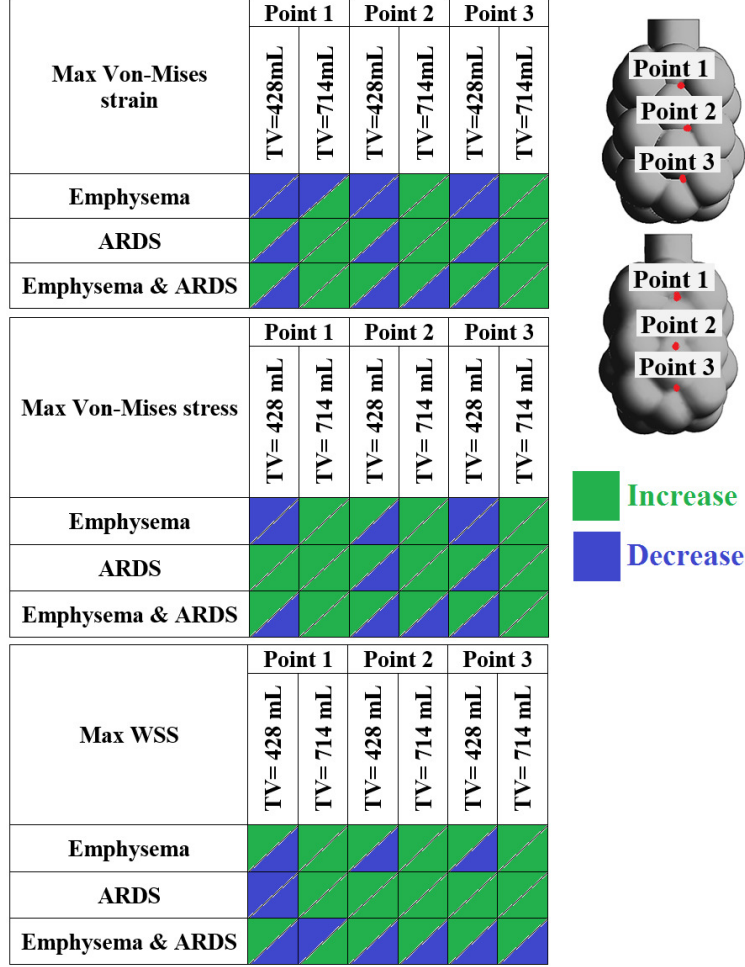 Point 1 Point 2 Point 3
Max Von-Mises
strain
TV=428mL TV=714mL TV=428mL TV=714mL TV=428mL TV=714mL
Emphysema
ARDS
Emphysema & ARDS
Point 1 Point 2 Point 3
Max Von-Mises stress
TV= 428 mL TV= 714 mL TV= 428 mL TV= 714 mL TV= 428 mL TV= 714 mL
Emphysema
ARDS
Emphysema & ARDS
Point 1 Point 2 Point 3
Max WSS
TV= 428 mL TV= 714 mL TV= 428 mL TV= 714 mL TV= 428 mL TV= 714 mL
Emphysema
ARDS
Emphysema & ARDS
Point 1
Point 2
Point 3
Point 1
Point 2
Point 3
Increase
Decrease